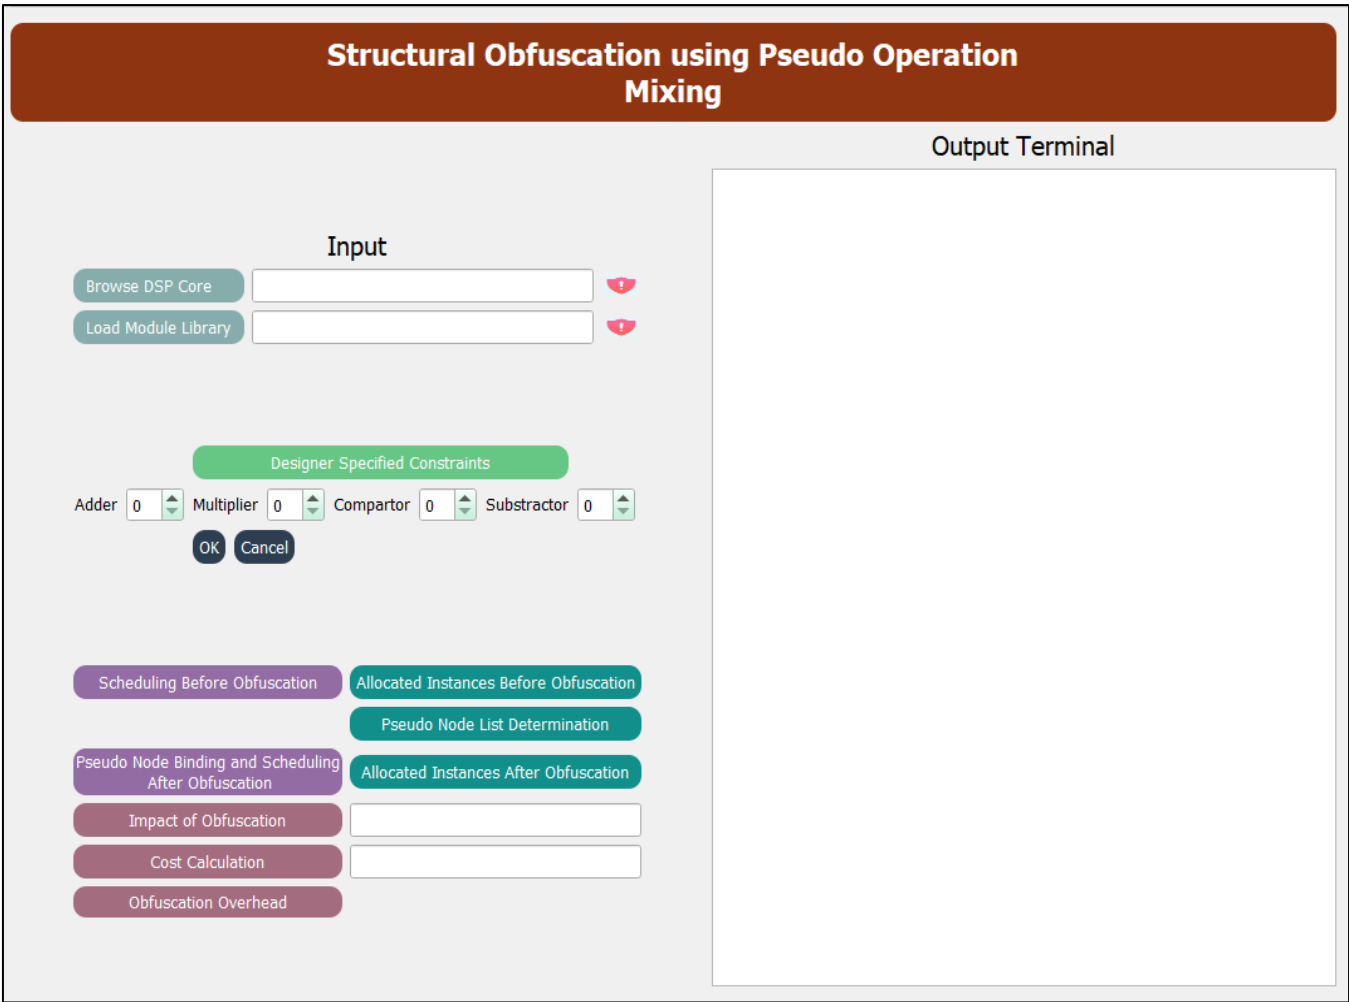 Structural Obfuscation using Pseudo Operation
Mixing
Output Terminal
Input
Browse DSP Core
Load Module Library
Designer Specified Constraints
Adder 0 Multiplier 0 Compartor 0 Substractor 0
OK Cancel
Scheduling Before Obfuscation Allocated Instances Before Obfuscation
Pseudo Node List Determination
Pseudo Node Binding and Scheduling
After Obfuscation
Allocated Instances After Obfuscation
Impact of Obfuscation
Cost Calculation
Obfuscation Overhead